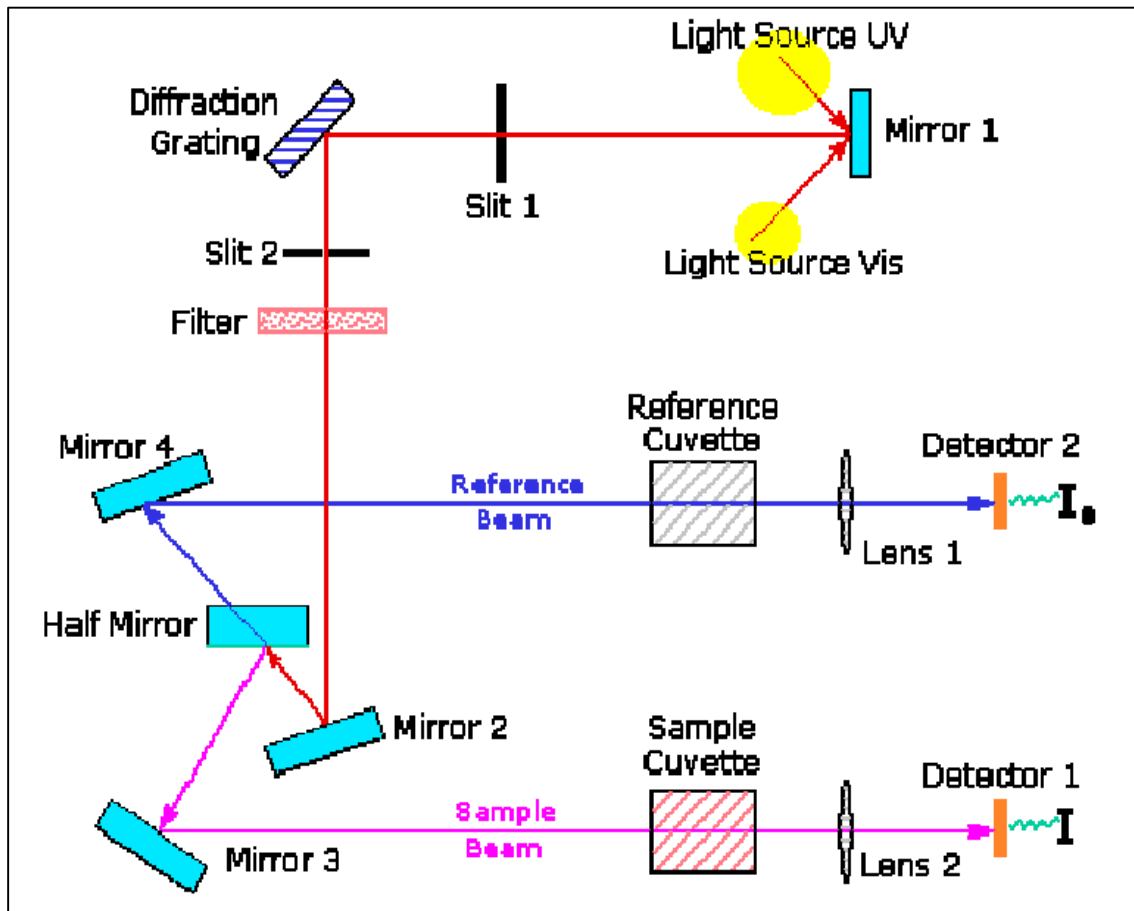 Light Source UV
Diffraction
Grating
Mirror 1
Slit 1
Slit 2
Light Source Vis
Filter
Reference
Cuvette
Mirror 4
Detector 2
Reference
Beam
I₀
Lens 1
Half Mirror
Mirror 2
Sample
Cuvette
Detector 1
Sample
Beam
I
Mirror 3
Lens 2